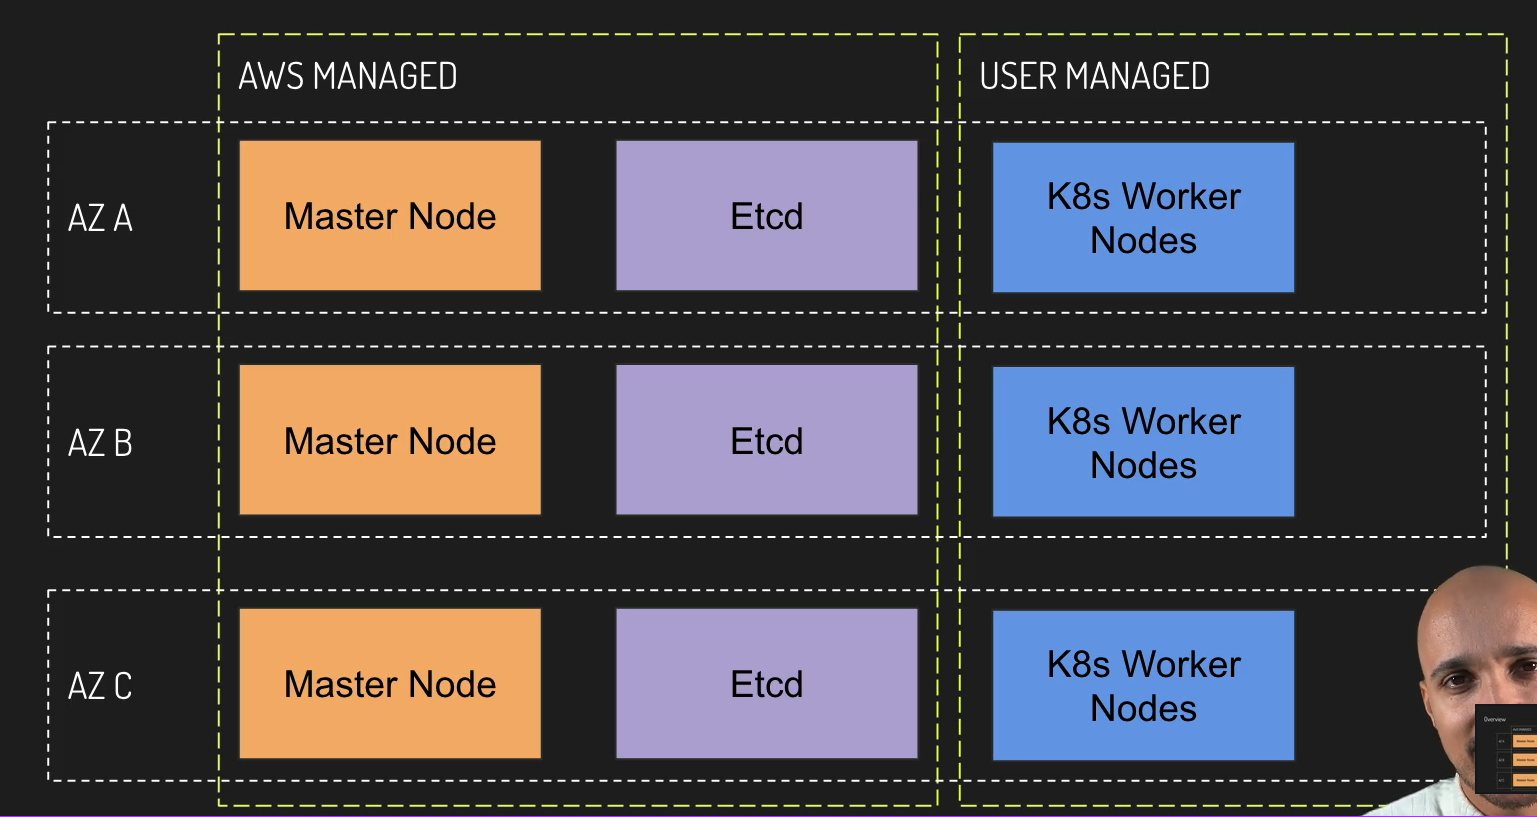 AWS MANAGED
USER MANAGED
AZ A
Master Node
Etcd
K8s Worker
Nodes
AZ B
Master Node
Etcd
K8s Worker
Nodes
AZ C
Master Node
Etcd
K8s Worker
Nodes
Overview